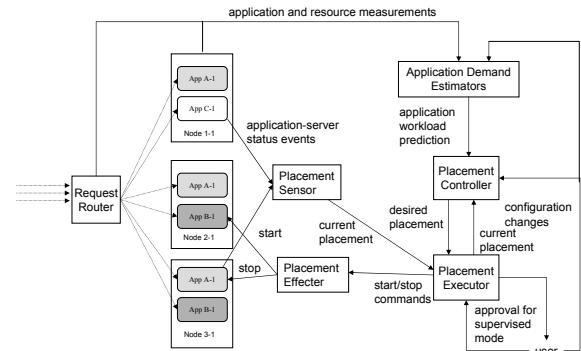 application and resource measurements
App A-1
App C-1
Node 1-1
Application Demand
Estimators
application
workload
prediction
application-server
status events
Request
Router
App A-1
App B-1
Node 2-1
Placement
Sensor
Placement
Controller
start
current
placement
desired
placement
configuration
changes
current
placement
App A-1
App B-1
Node 3-1
stop
Placement
Effecter
start/stop
commands
Placement
Executor
approval for
supervised
mode
user